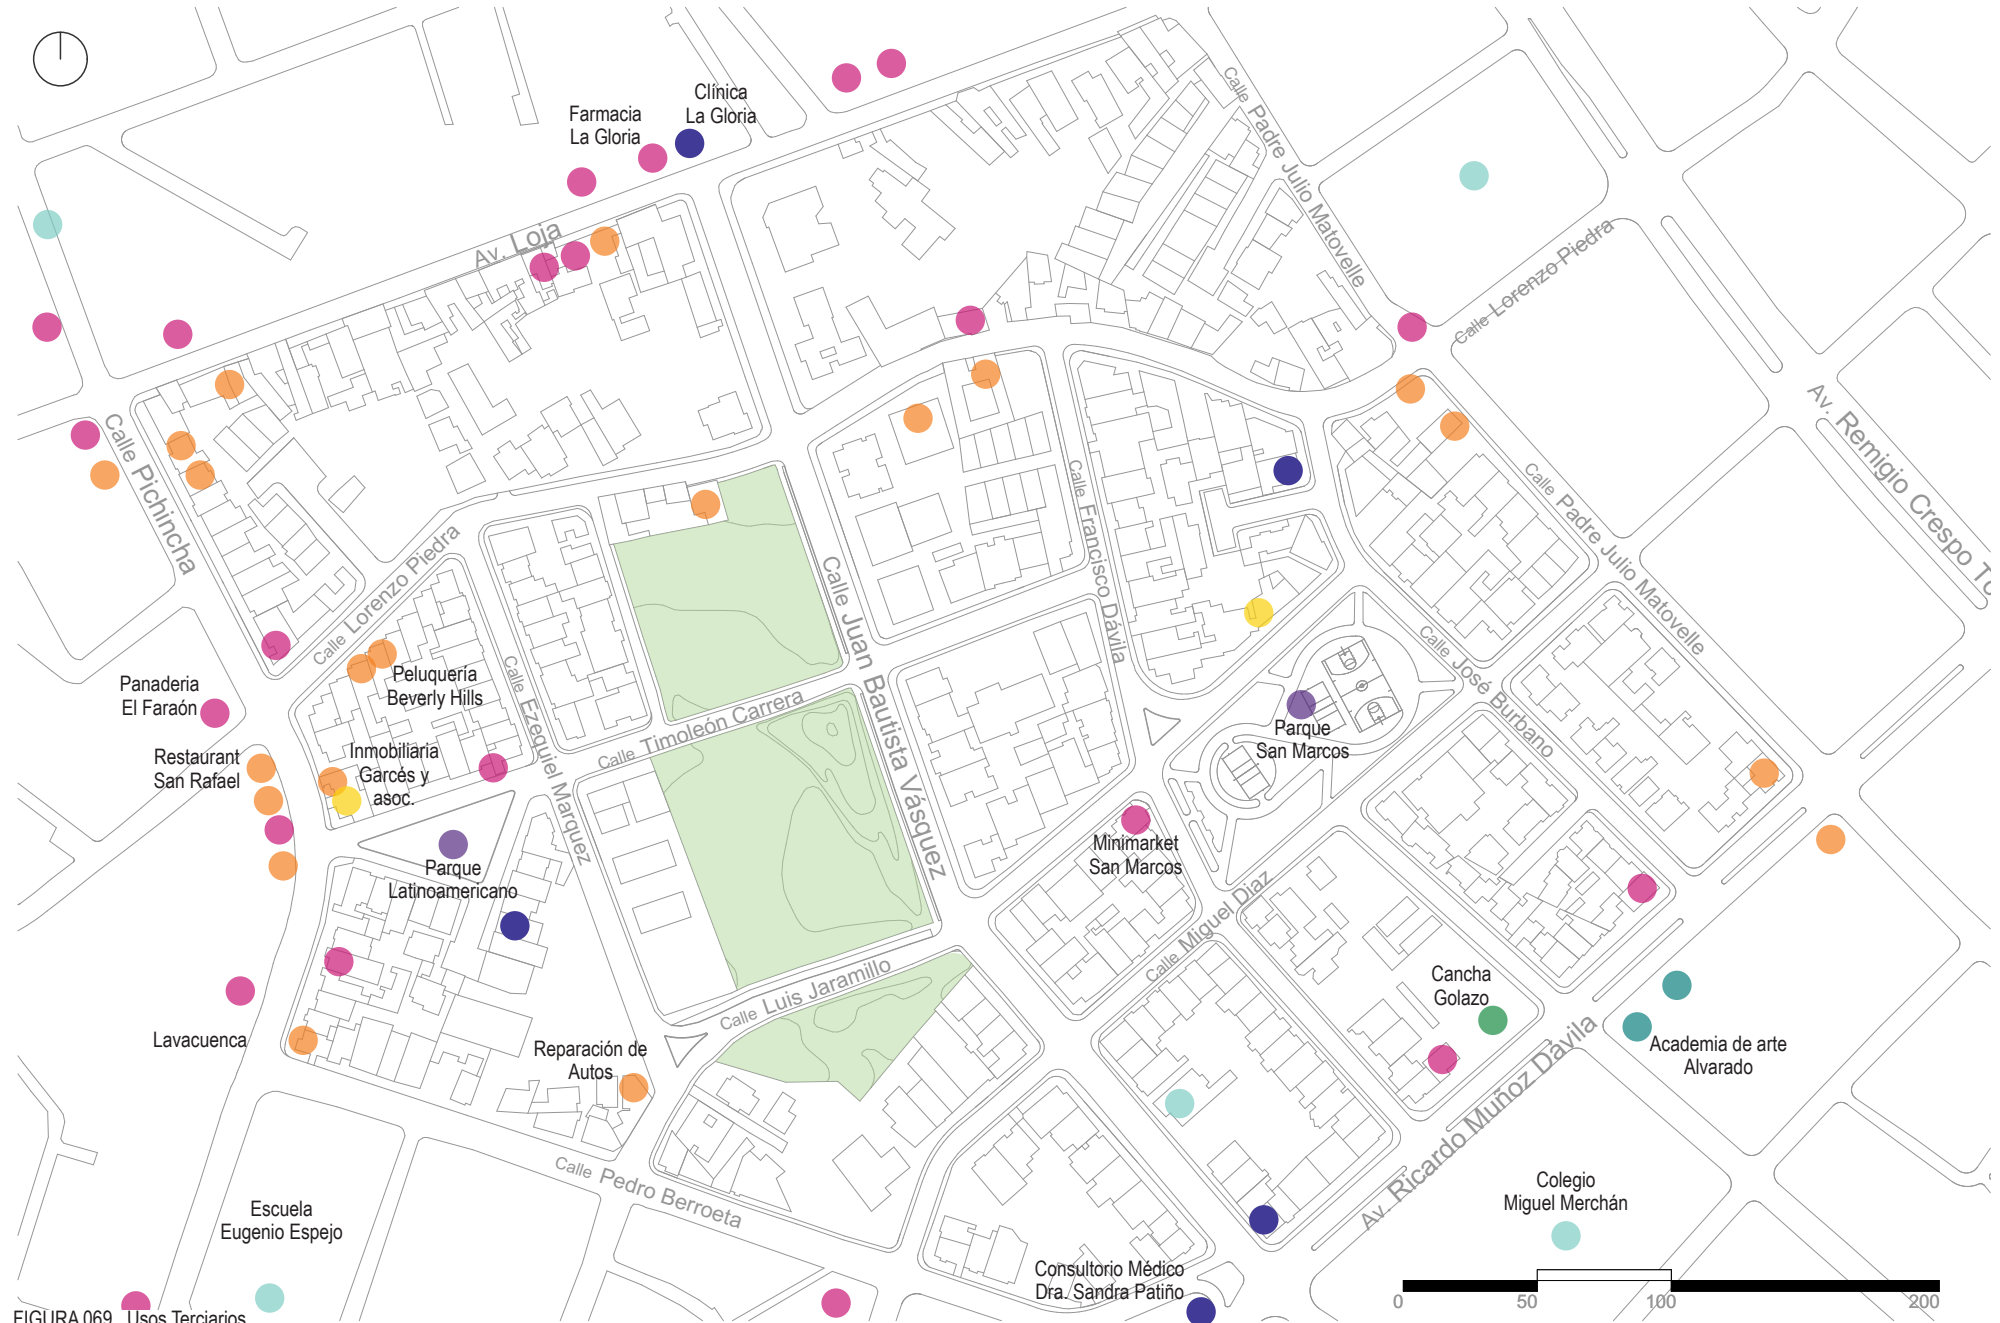 Clínica
La Gloria
Farmacia
La Gloria
Calle Padre Julio Matovelle
Av. Loja
Calle Lorenzo Piedra
Av. Remigio Crespo To
Calle Pichincha
Calle Francisco Dávila
Calle Padre Julio Matovelle
Calle Lorenzo Piedra
Calle Juan Bautista Vásquez
Calle José Burbano
Calle Ezequiel Marquez
Peluquería
Beverly Hills
Panaderia
El Faraón
Calle Timoleón Carrera
Parque
San Marcos
Restaurant
San Rafael
Inmobiliaria
Garcés y
asoc.
Minimarket
San Marcos
Parque
Latinoamericano
Calle Miguel Diaz
Calle Luis Jaramillo
Cancha
Golazo
Lavacuenca
Reparación de
Autos
Academia de arte
Alvarado
Av. Ricardo Muñoz Dávila
Calle Pedro Berroeta
Colegio
Miguel Merchán
Escuela
Eugenio Espejo
Consultorio Médico
Dra. Sandra Patiño
0 50 100 200
FIGURA 069 Usos Terciarios